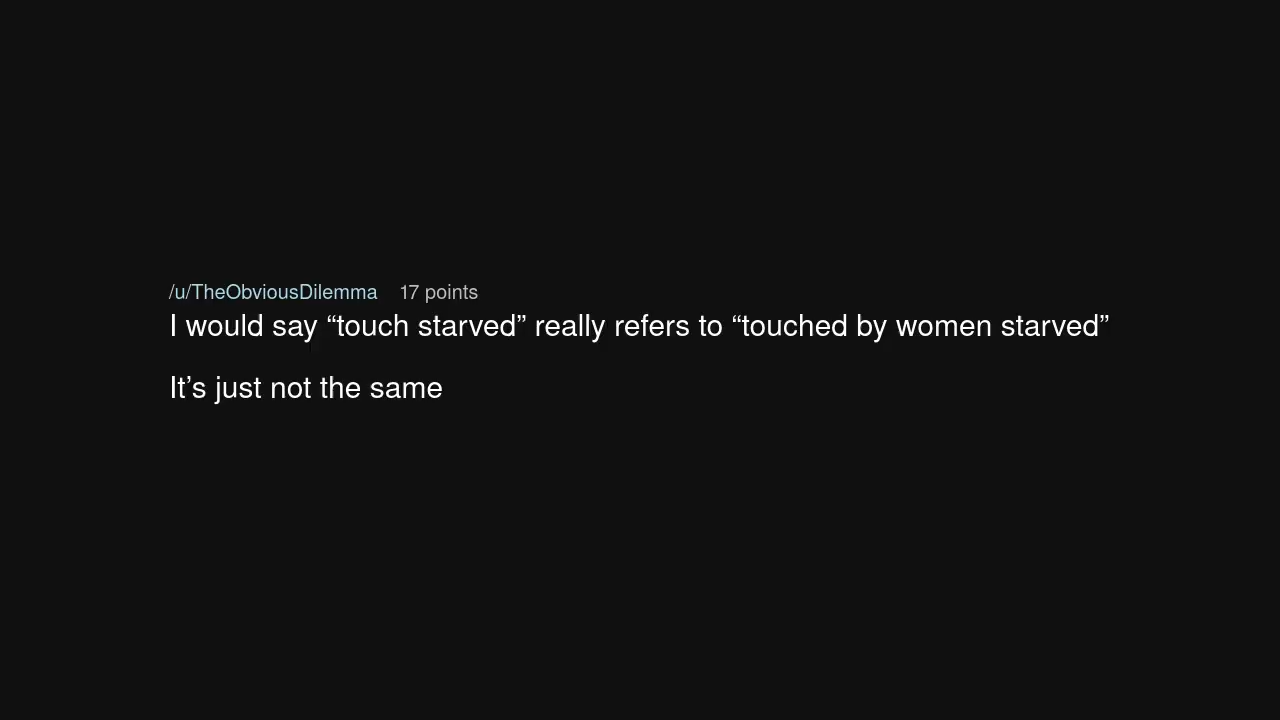 /u/TheObviousDilemma 17 points
I would say “touch starved” really refers to “touched by women starved”
It’s just not the same